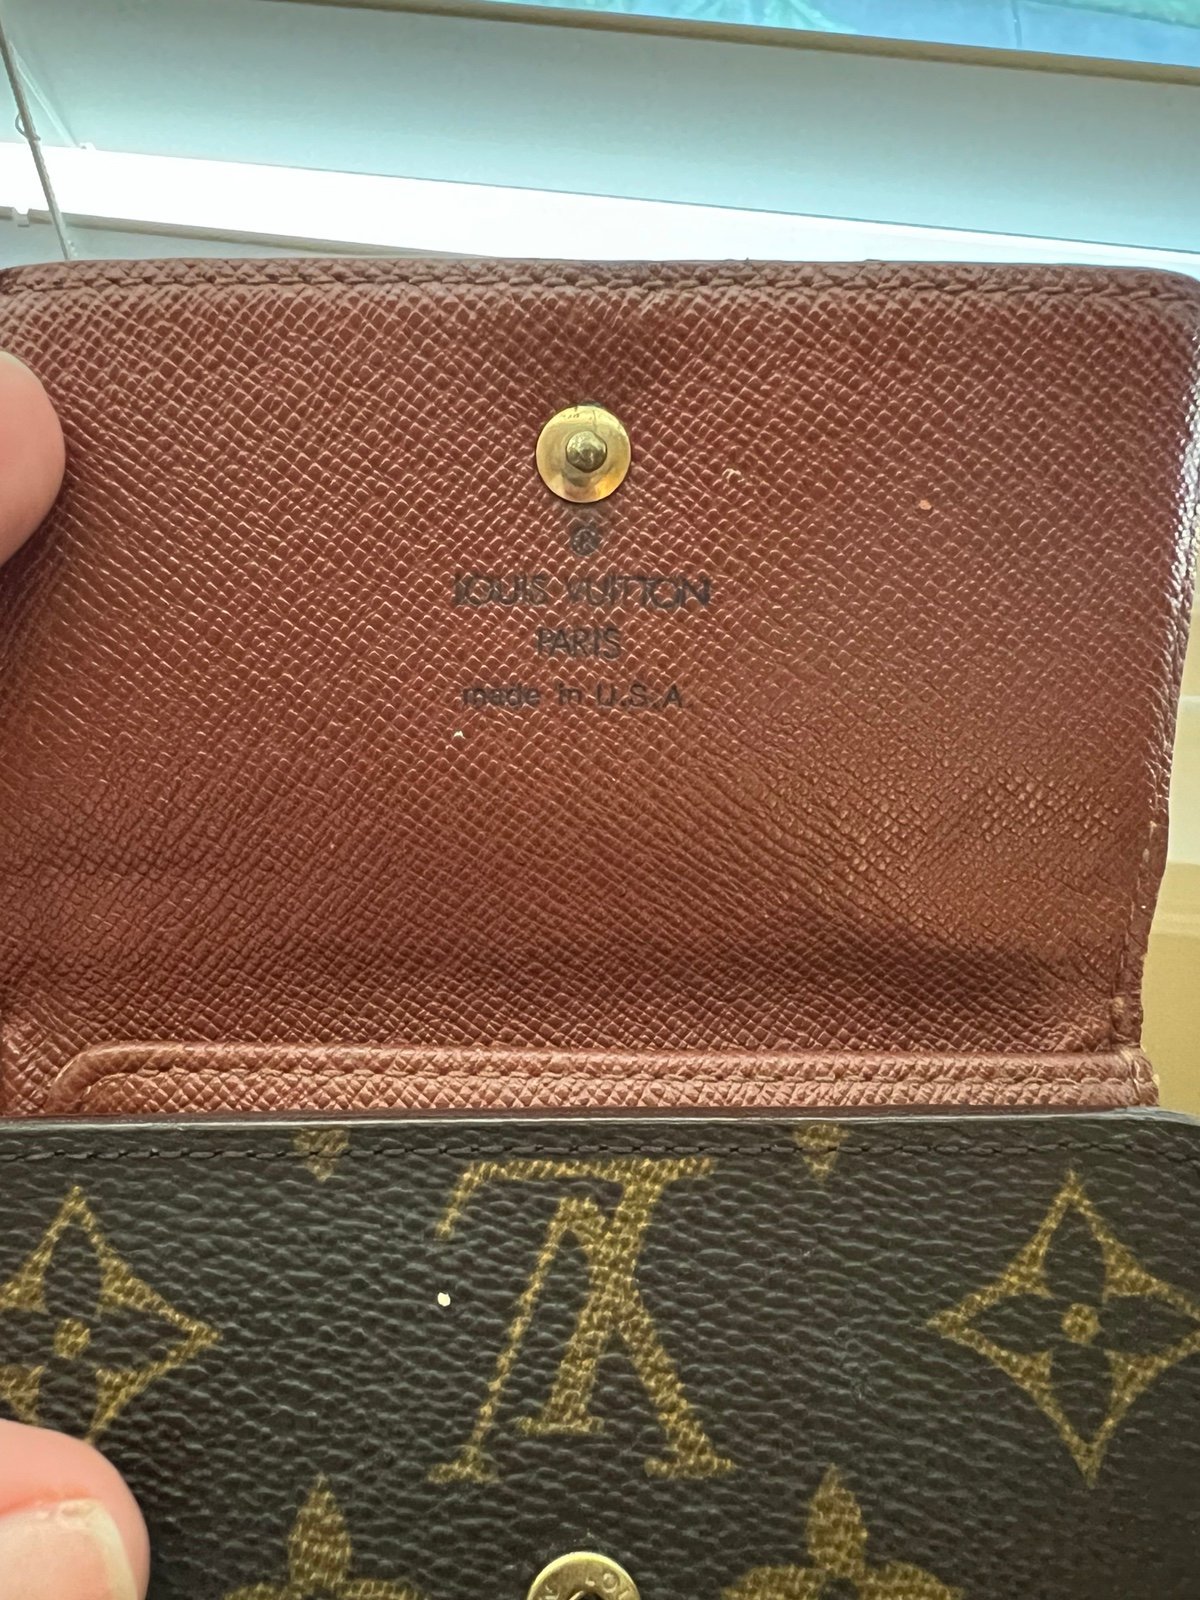 ®
LOUIS VUITTON
PARIS
made in U.S.A.